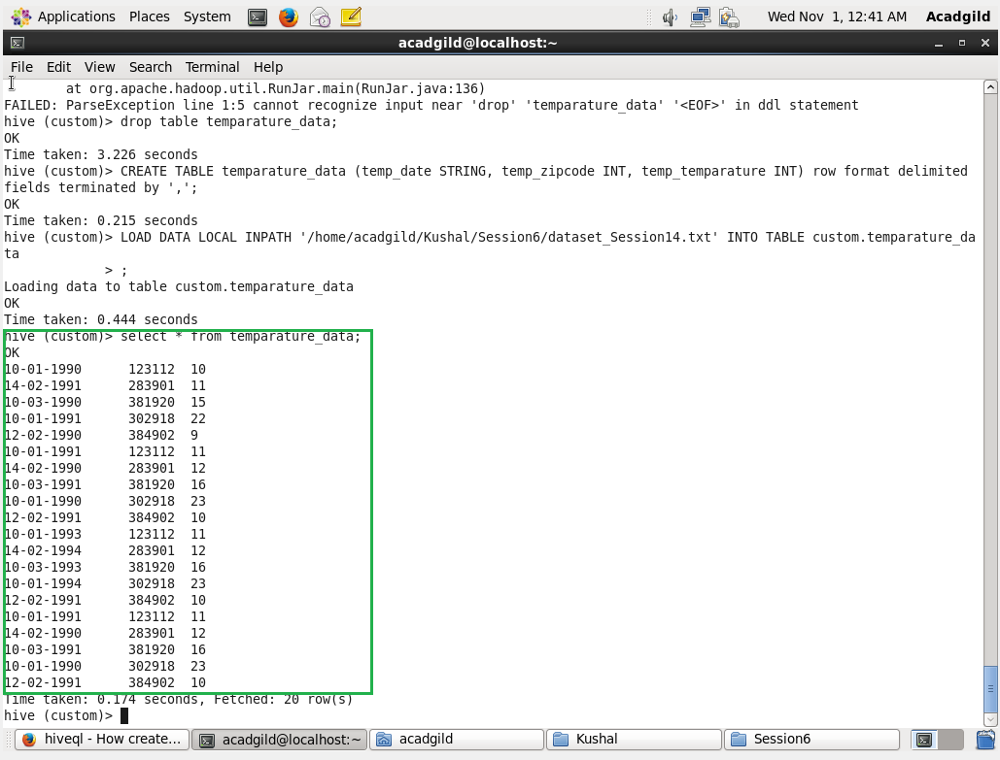 Applications Places System Wed Nov 1, 12:41 AM Acadgild
acadgild@localhost:~
File Edit View Search Terminal Help
at org.apache.hadoop.util.RunJar.main(RunJar.java:136)
FAILED: ParseException line 1:5 cannot recognize input near 'drop' 'temparature_data' '<EOF>' in ddl statement
hive (custom)> drop table temparature_data;
OK
Time taken: 3.226 seconds
hive (custom)> CREATE TABLE temparature_data (temp_date STRING, temp_zipcode INT, temp_temparature INT) row format delimited
fields terminated by ',';
OK
Time taken: 0.215 seconds
hive (custom)> LOAD DATA LOCAL INPATH '/home/acadgild/Kushal/Session6/dataset_Session14.txt' INTO TABLE custom.temparature_da
ta
> ;
Loading data to table custom.temparature_data
OK
Time taken: 0.444 seconds
hive (custom)> select * from temparature_data;
OK
10-01-1990 123112 10
14-02-1991 283901 11
10-03-1990 381920 15
10-01-1991 302918 22
12-02-1990 384902 9
10-01-1991 123112 11
14-02-1990 283901 12
10-03-1991 381920 16
10-01-1990 302918 23
12-02-1991 384902 10
10-01-1993 123112 11
14-02-1994 283901 12
10-03-1993 381920 16
10-01-1994 302918 23
12-02-1991 384902 10
10-01-1991 123112 11
14-02-1990 283901 12
10-03-1991 381920 16
10-01-1990 302918 23
12-02-1991 384902 10
Time taken: 0.174 seconds, Fetched: 20 row(s)
hive (custom)>
hiveql - How create... acadgild@localhost:~ acadgild Kushal Session6